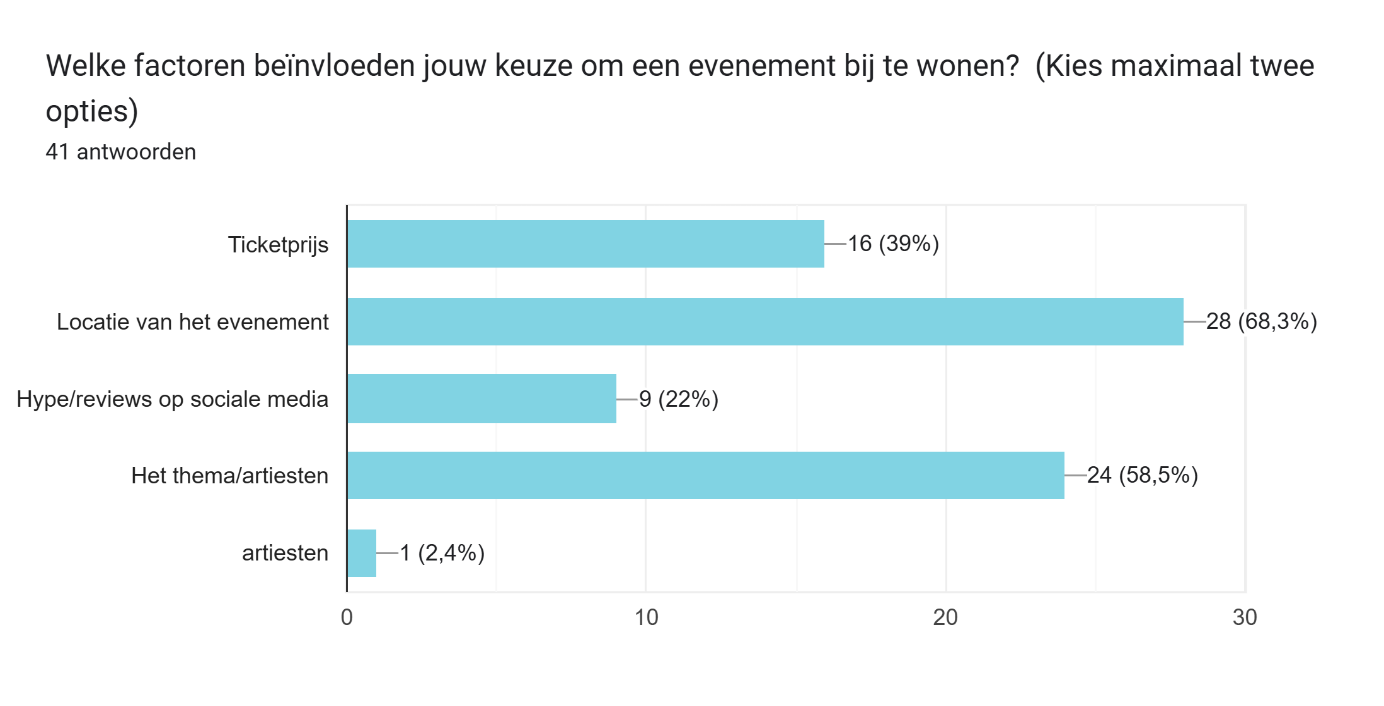 Welke factoren beïnvloeden jouw keuze om een evenement bij te wonen?  (Kies maximaal twee
opties)
41 antwoorden
Ticketprijs
16 (39%)
Locatie van het evenement
28 (68,3%)
Hype/reviews op sociale media
9 (22%)
Het thema/artiesten
24 (58,5%)
artiesten
1 (2,4%)
0
10
20
30